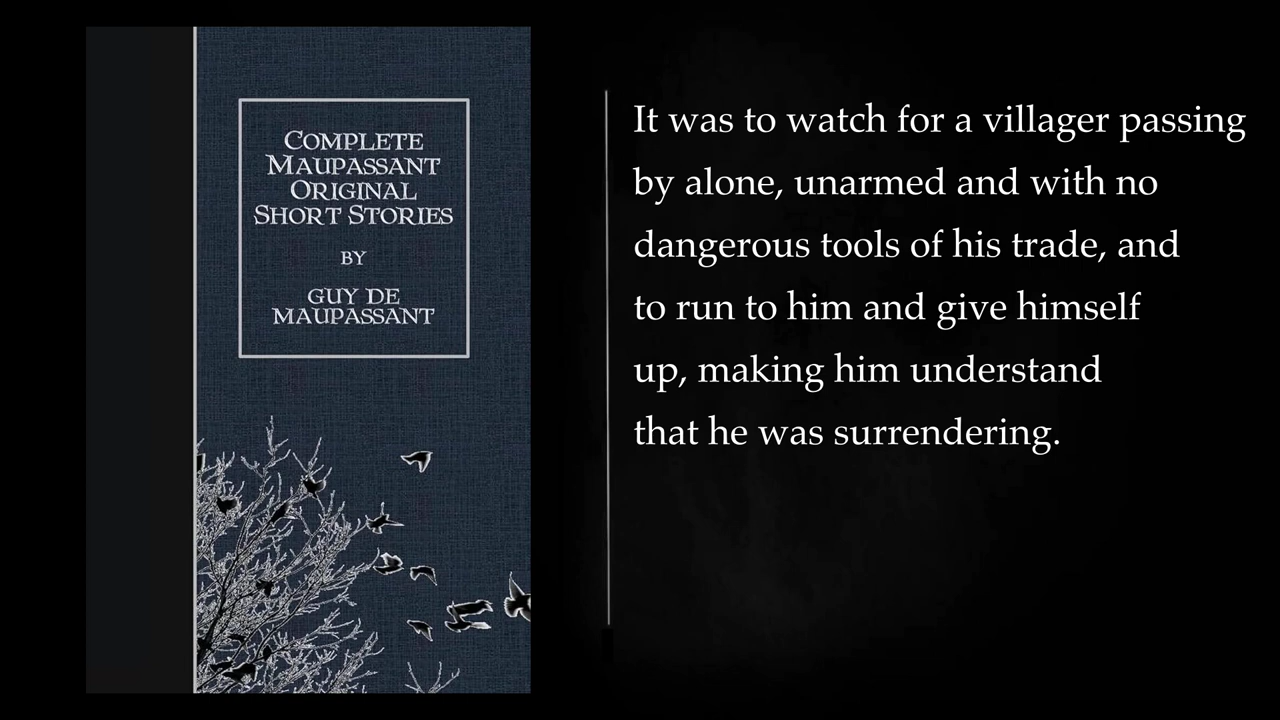 COMPLETE
MAUPASSANT
ORIGINAL
SHORT STORIES
BY
GUY DE
MAUPASSANT
It was to watch for a villager passing
by alone, unarmed and with no
dangerous tools of his trade, and
to run to him and give himself
up, making him understand
that he was surrendering.